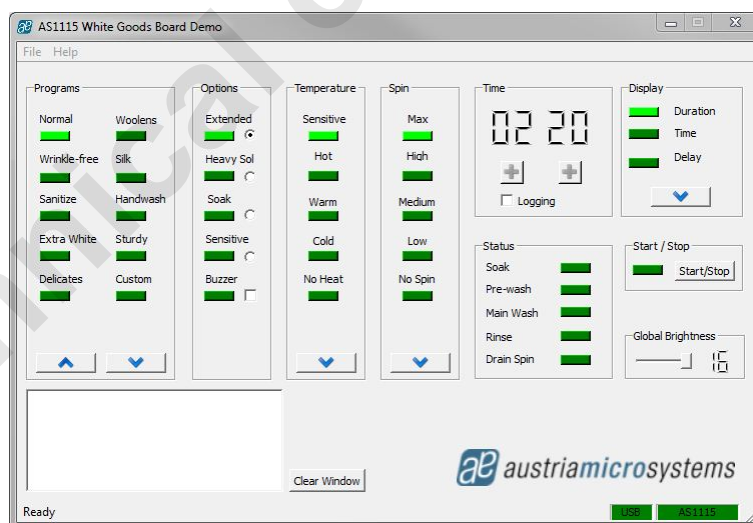 AS1115 White Goods Board Demo
File Help
Programs
Normal Woolens
Wrinkle-free Silk
Sanitize Handwash
Extra White Sturdy
Delicates Custom
Options
Extended
Heavy Sol
Soak
Sensitive
Buzzer
Temperature
Sensitive
Hot
Warm
Cold
No Heat
Spin
Max
High
Medium
Low
No Spin
Time
02 20
Logging
Display
Duration
Time
Delay
Status
Soak
Pre-wash
Main Wash
Rinse
Drain Spin
Start / Stop
Start/Stop
Global Brightness
16
Clear Window
ae austriamicrosystems
Ready
USB AS1115